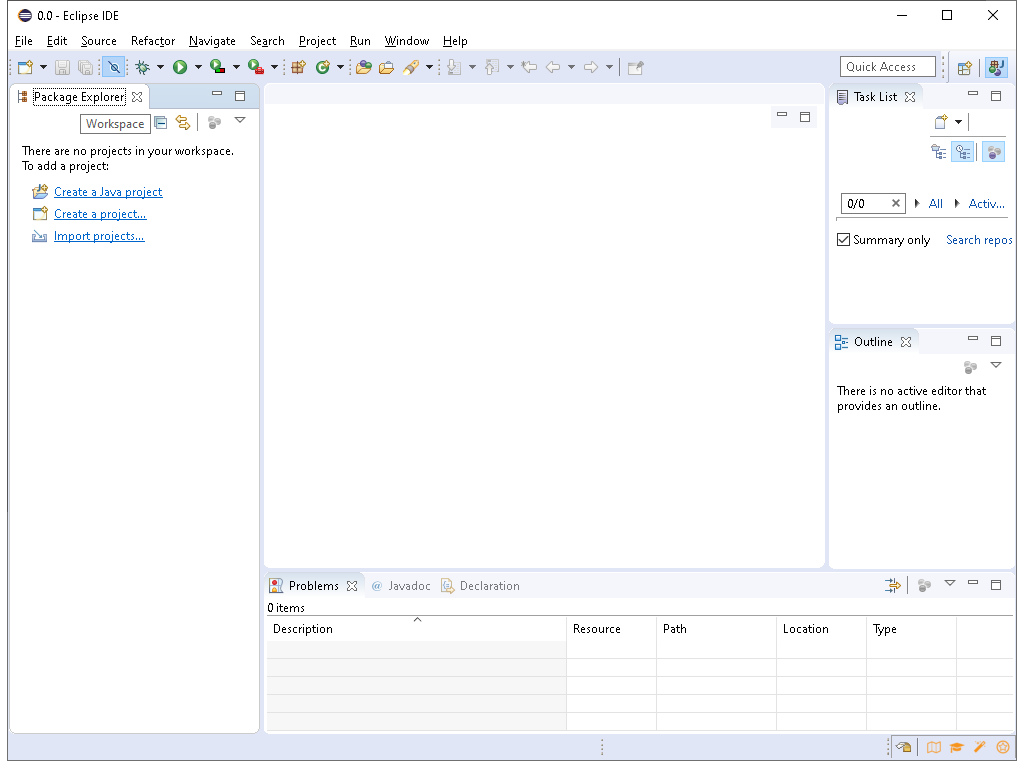 0.0 - Eclipse IDE
File Edit Source Refactor Navigate Search Project Run Window Help
Quick Access
Package Explorer
Workspace
There are no projects in your workspace.
To add a project:
Create a Java project
Create a project...
Import projects...
Task List
0/0 All Activ...
Summary only Search repos
Outline
There is no active editor that
provides an outline.
Problems @ Javadoc Declaration
0 items
Description Resource Path Location Type